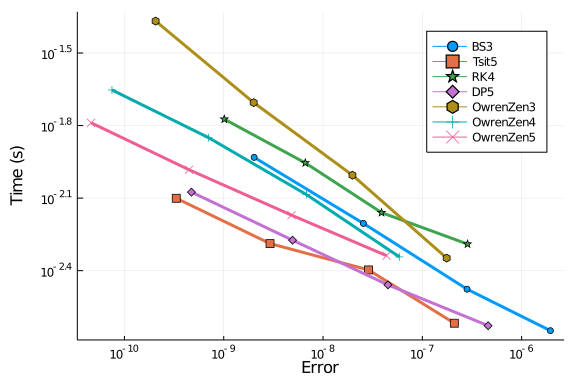 10^-1.5
10^-1.8
10^-2.1
10^-2.4
Time (s)
BS3
Tsit5
RK4
DP5
OwrenZen3
OwrenZen4
OwrenZen5
10^-10
10^-9
10^-8
10^-7
10^-6
Error